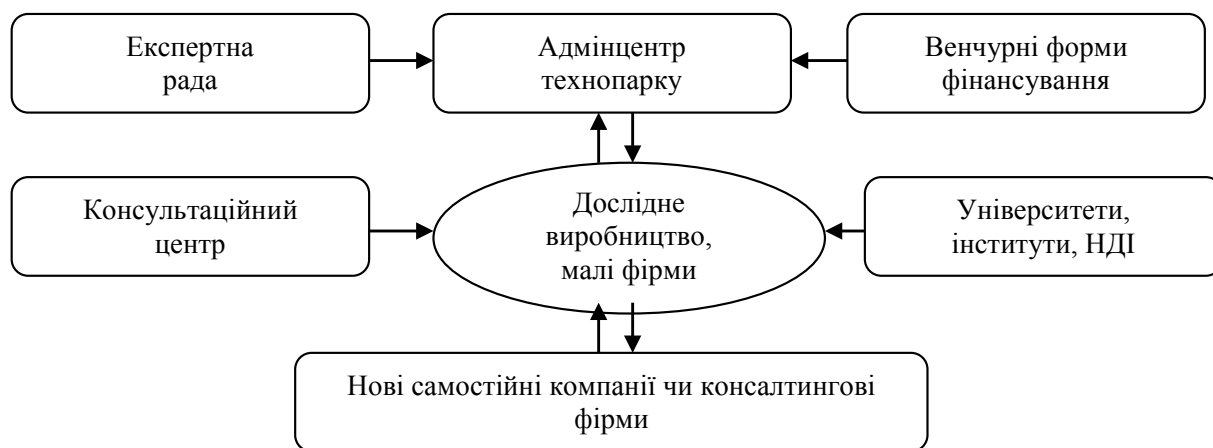 Експертна
рада
Адмінцентр
технопарку
Венчурні форми
фінансування
Консультаційний
центр
Дослідне
виробництво,
малі фірми
Університети,
інститути, НДІ
Нові самостійні компанії чи консалтингові
фірми